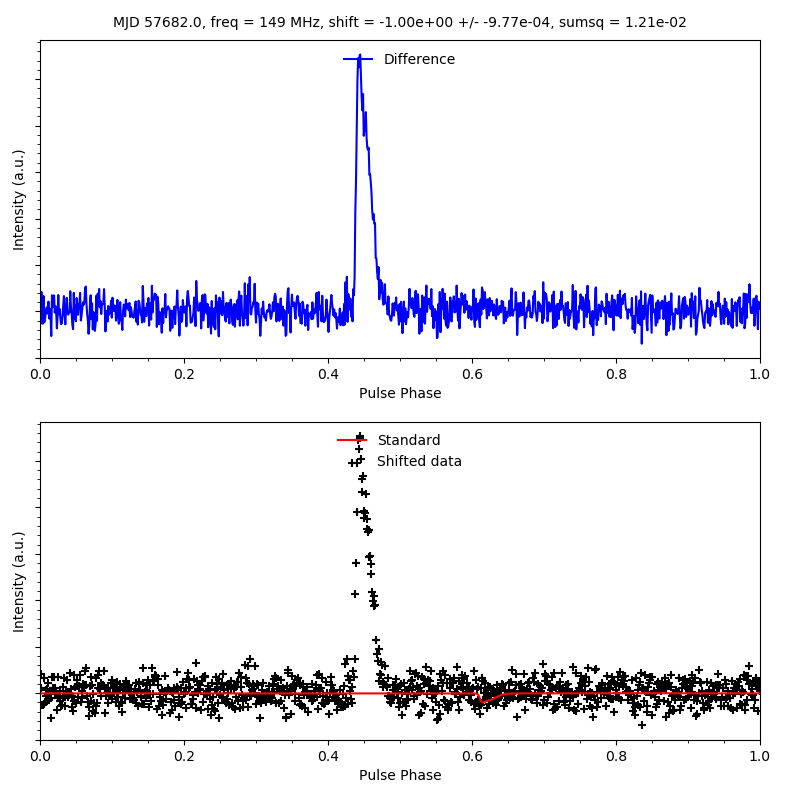 MJD 57682.0, freq = 149 MHz, shift = -1.00e+00 +/- -9.77e-04, sumsq = 1.21e-02
Difference
Intensity (a.u.)
0.0 0.2 0.4 0.6 0.8 1.0
Pulse Phase
Standard
Shifted data
Intensity (a.u.)
0.0 0.2 0.4 0.6 0.8 1.0
Pulse Phase